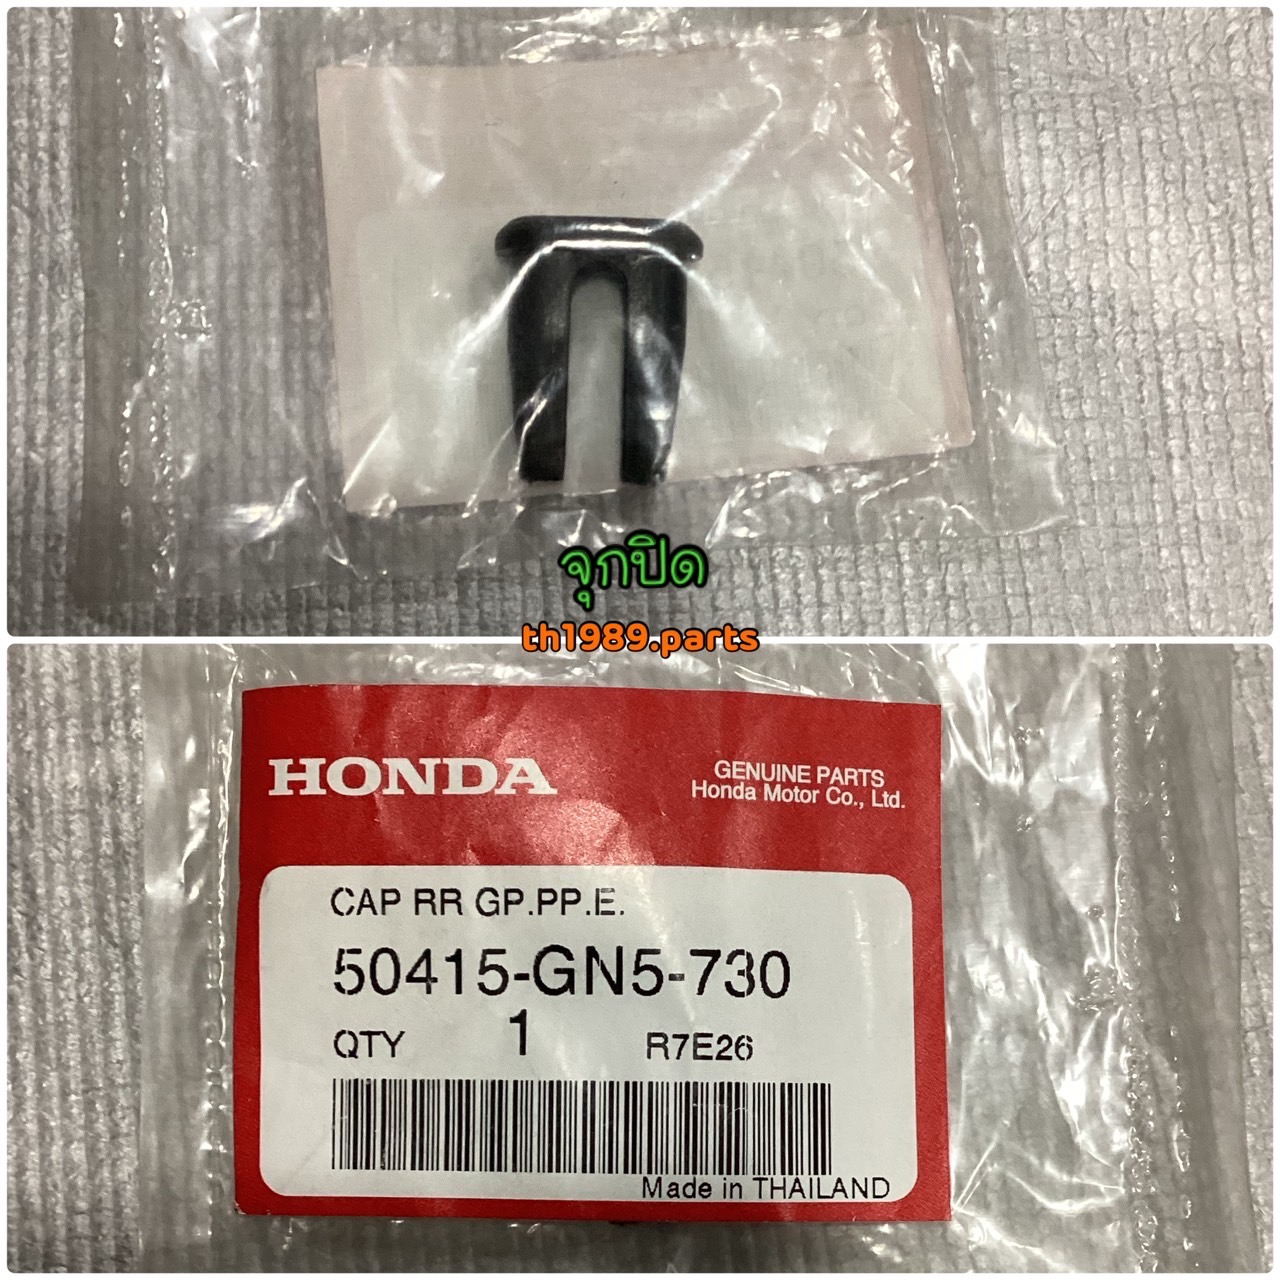 จุกปิด
th1989.parts
HONDA
GENUINE PARTS
Honda Motor Co., Ltd.
CAP RR GP.PP.E.
50415-GN5-730
QTY 1 R7E26
Made in THAILAND